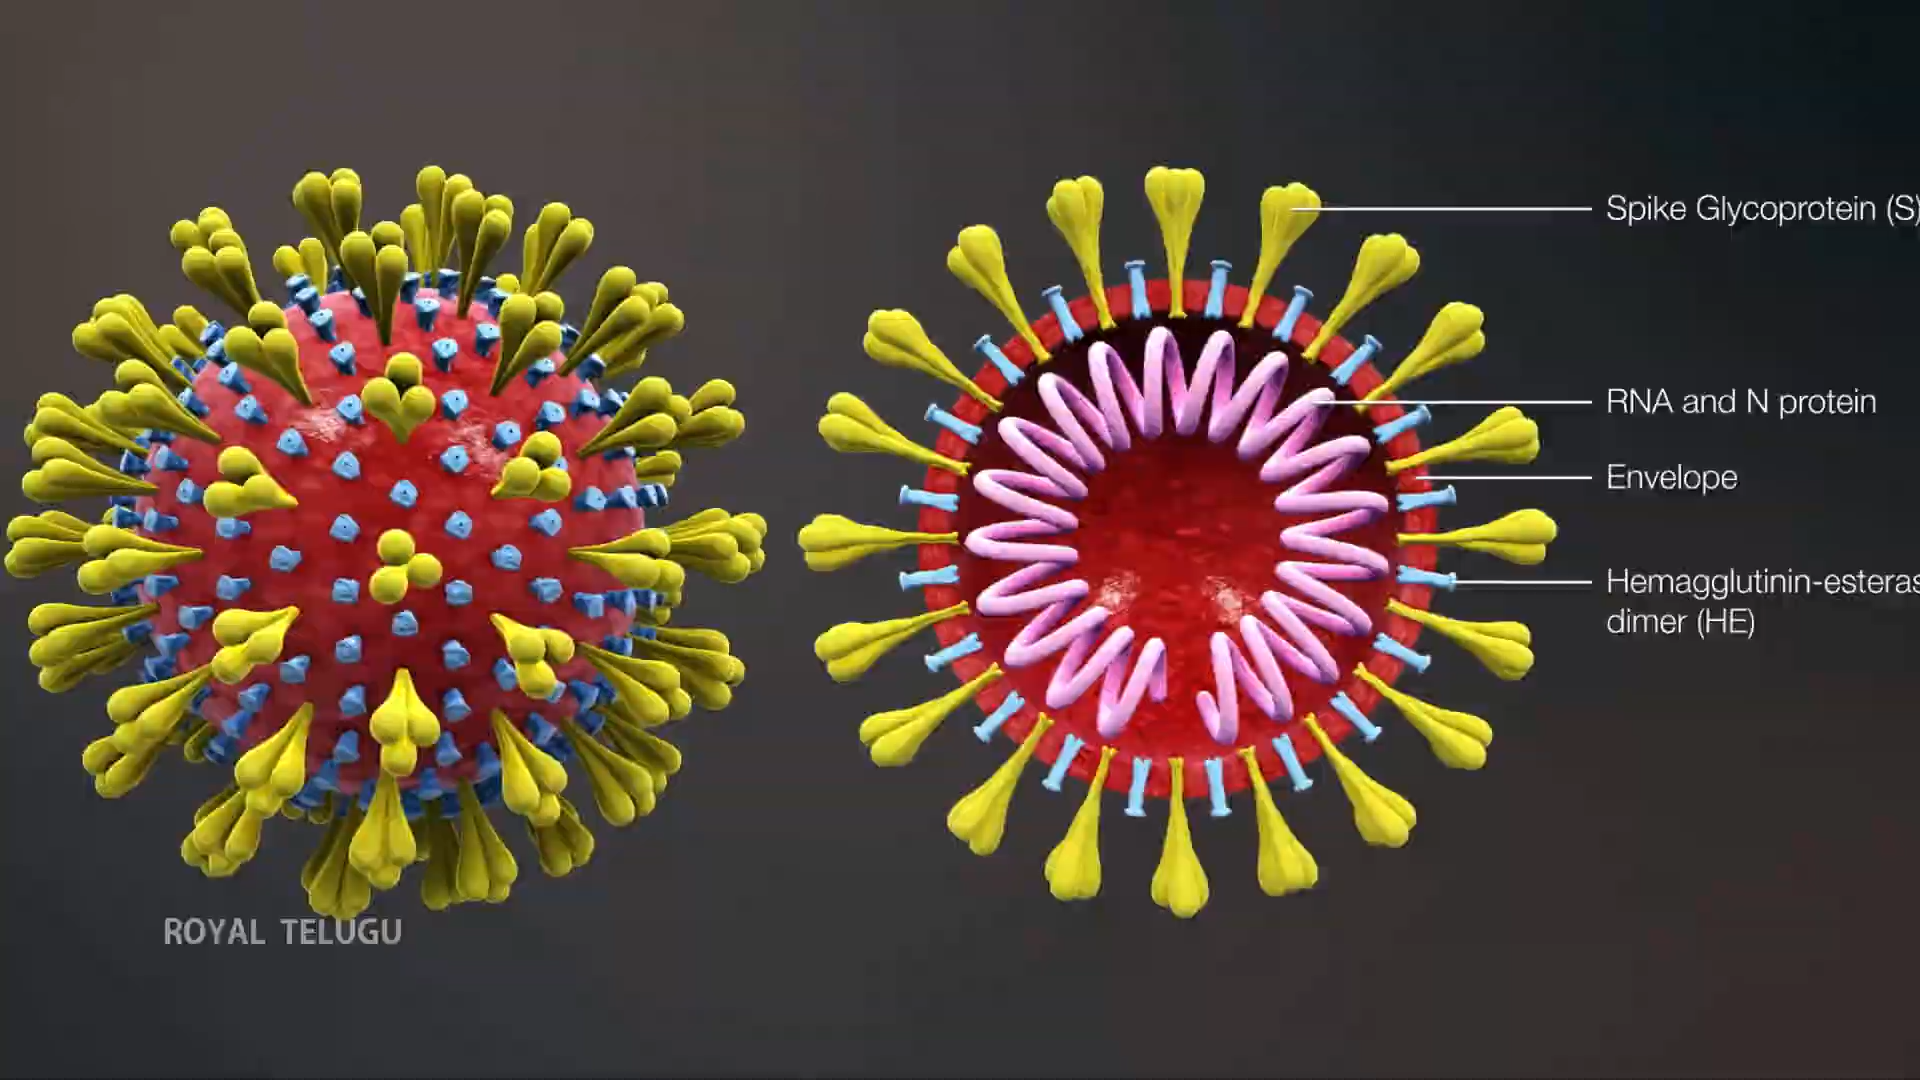 Spike Glycoprotein (S)
RNA and N protein
Envelope
Hemagglutinin-esteras
dimer (HE)
ROYAL TELUGU